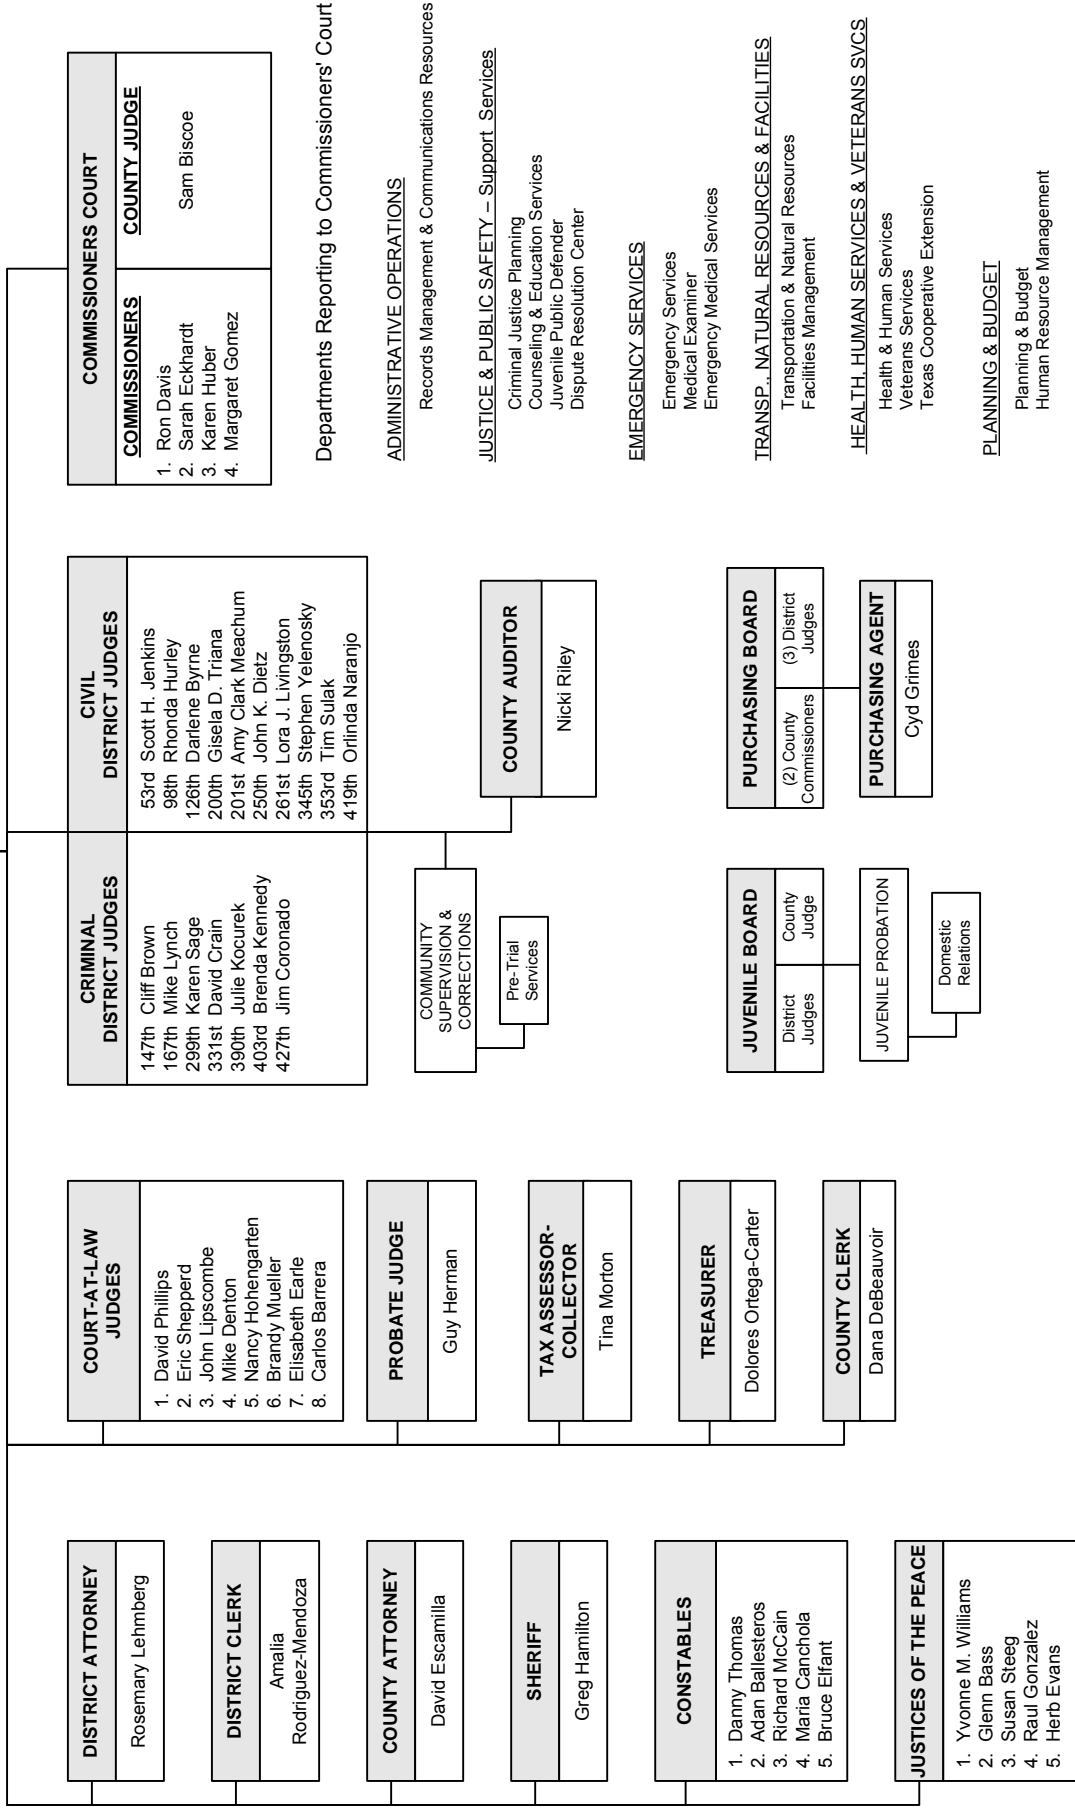 DISTRICT ATTORNEY
Rosemary Lehmberg
DISTRICT CLERK
Amalia
Rodriguez-Mendoza
COUNTY ATTORNEY
David Escamilla
SHERIFF
Greg Hamilton
CONSTABLES
1. Danny Thomas
2. Adan Ballesteros
3. Richard McCain
4. Maria Canchola
5. Bruce Elfant
JUSTICES OF THE PEACE
1. Yvonne M. Williams
2. Glenn Bass
3. Susan Steeg
4. Raul Gonzalez
5. Herb Evans
COURT-AT-LAW
JUDGES
1. David Phillips
2. Eric Shepperd
3. John Lipscombe
4. Mike Denton
5. Nancy Hohengarten
6. Brandy Mueller
7. Elisabeth Earle
8. Carlos Barrera
PROBATE JUDGE
Guy Herman
TAX ASSESSOR-
COLLECTOR
Tina Morton
TREASURER
Dolores Ortega-Carter
COUNTY CLERK
Dana DeBeauvoir
CRIMINAL
DISTRICT JUDGES
147th Cliff Brown
167th Mike Lynch
299th Karen Sage
331st David Crain
390th Julie Kocurek
403rd Brenda Kennedy
427th Jim Coronado
CIVIL
DISTRICT JUDGES
53rd Scott H. Jenkins
98th Rhonda Hurley
126th Darlene Byrne
200th Gisela D. Triana
201st Amy Clark Meachum
250th John K. Dietz
261st Lora J. Livingston
345th Stephen Yelenosky
353rd Tim Sulak
419th Orlinda Naranjo
COMMUNITY
SUPERVISION &
CORRECTIONS
Pre-Trial
Services
COUNTY AUDITOR
Nicki Riley
JUVENILE BOARD
District
Judges
County
Judge
JUVENILE PROBATION
Domestic
Relations
PURCHASING BOARD
(2) County
Commissioners
(3) District
Judges
PURCHASING AGENT
Cyd Grimes
COMMISSIONERS COURT
COMMISSIONERS
1. Ron Davis
2. Sarah Eckhardt
3. Karen Huber
4. Margaret Gomez
COUNTY JUDGE
Sam Biscoe
Departments Reporting to Commissioners' Court
ADMINISTRATIVE OPERATIONS
Records Management & Communications Resources
JUSTICE & PUBLIC SAFETY – Support Services
Criminal Justice Planning
Counseling & Education Services
Juvenile Public Defender
Dispute Resolution Center
EMERGENCY SERVICES
Emergency Services
Medical Examiner
Emergency Medical Services
TRANSP., NATURAL RESOURCES & FACILITIES
Transportation & Natural Resources
Facilities Management
HEALTH, HUMAN SERVICES & VETERANS SVCS
Health & Human Services
Veterans Services
Texas Cooperative Extension
PLANNING & BUDGET
Planning & Budget
Human Resource Management